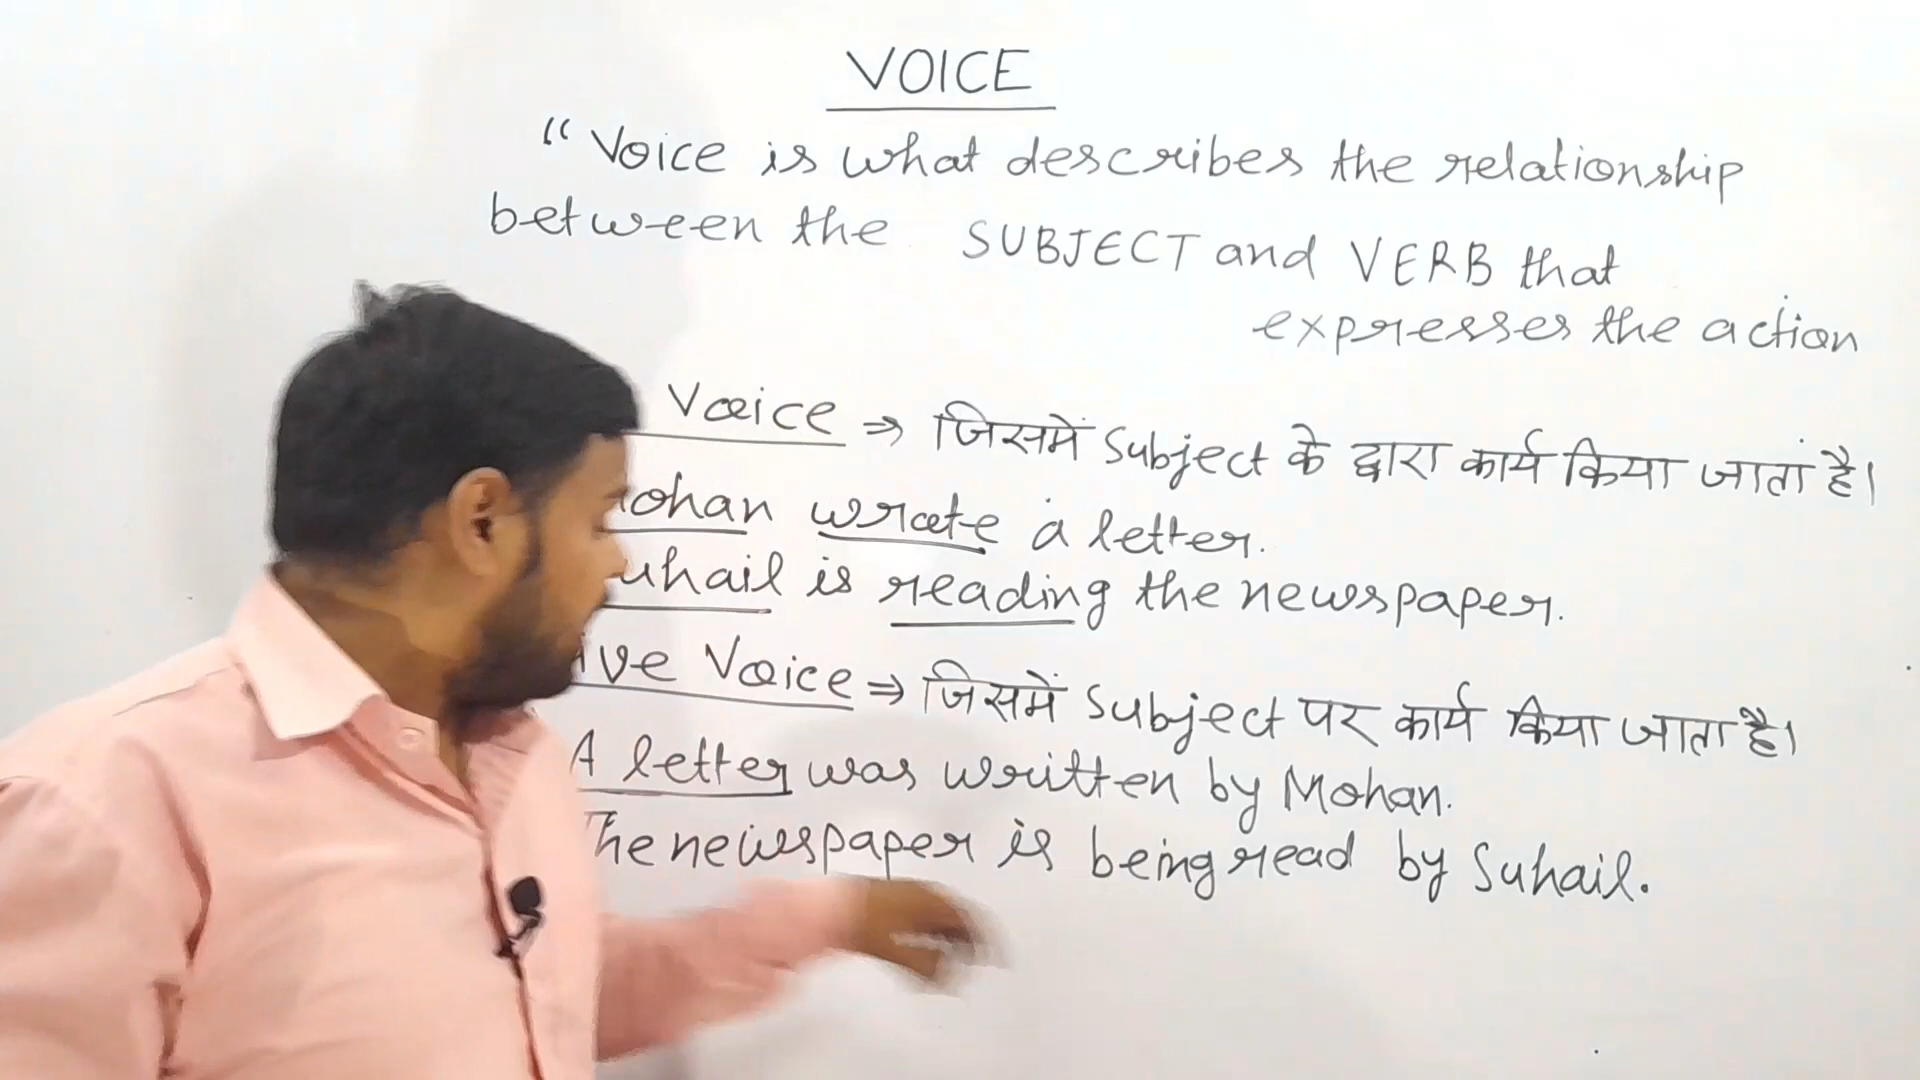 VOICE
“Voice is what describes the relationship
between the SUBJECT and VERB that
expresses the action
Voice ⇒ जिसमें Subject के द्वारा कार्य किया जाता है।
ohan wrote a letter.
uhail is reading the newspaper.
ive Voice ⇒ जिसमें Subject पर कार्य किया जाता है।
A letter was written by Mohan.
The newspaper is being read by Suhail.